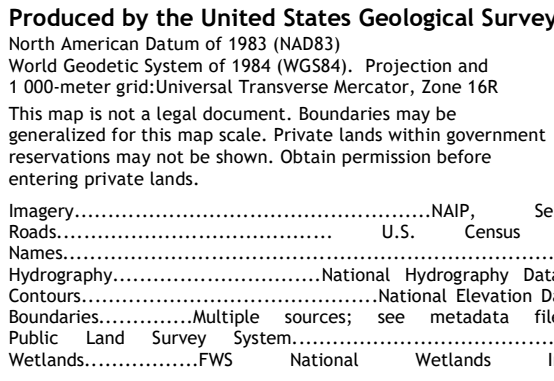 Produced by the United States Geological Survey
North American Datum of 1983 (NAD83)
World Geodetic System of 1984 (WGS84). Projection and
1 000-meter grid:Universal Transverse Mercator, Zone 16R
This map is not a legal document. Boundaries may be
generalized for this map scale. Private lands within government
reservations may not be shown. Obtain permission before
entering private lands.
Imagery....................................................NAIP,
Roads........................................ U.S. Census
Names......................................................................
Hydrography..............................National Hydrography
Contours...........................................National Elevation
Boundaries.............Multiple sources; see metadata
Public Land Survey System......................................
Wetlands................FWS National Wetlands